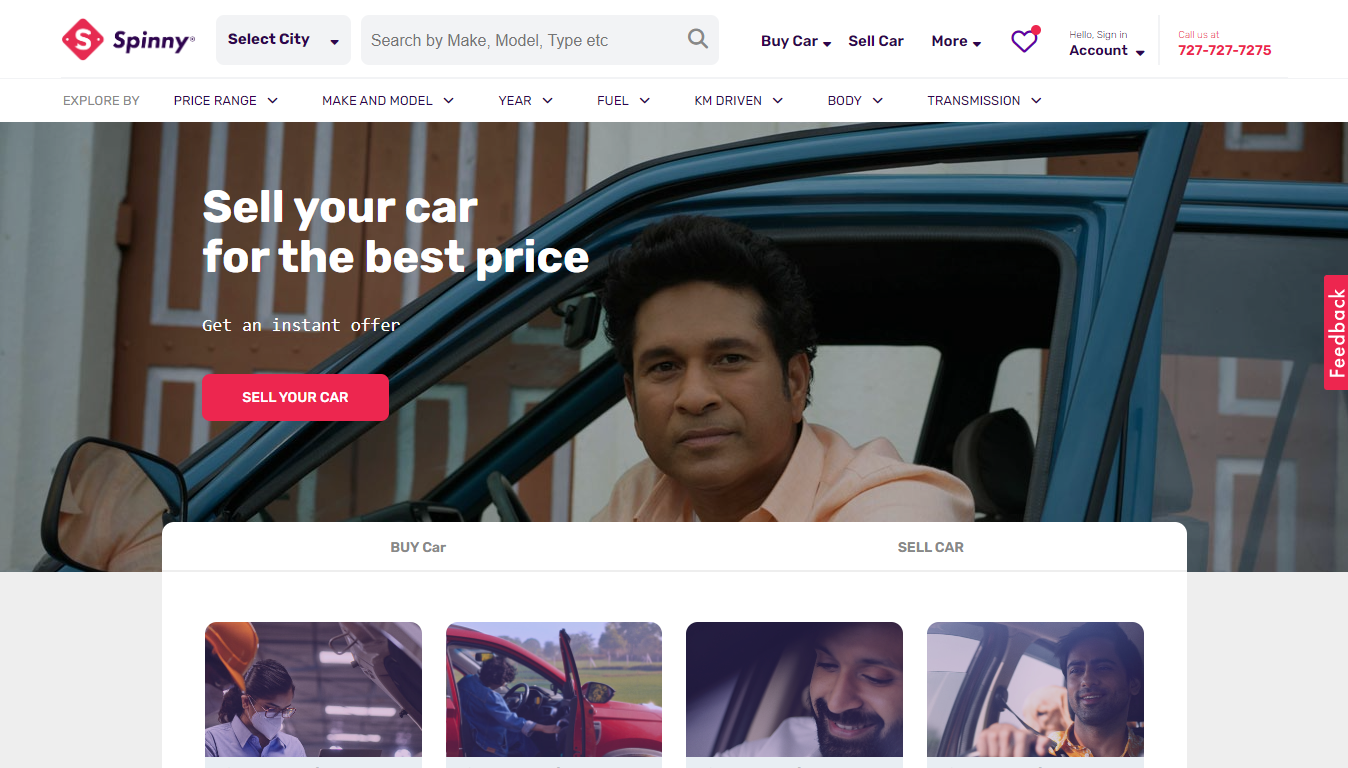 Spinny®
Select City
Search by Make, Model, Type etc
Buy Car
Sell Car
More
Hello, Sign in
Account
Call us at
727-727-7275
EXPLORE BY
PRICE RANGE
MAKE AND MODEL
YEAR
FUEL
KM DRIVEN
BODY
TRANSMISSION
Sell your car
for the best price
Get an instant offer
SELL YOUR CAR
Feedback
BUY Car
SELL CAR